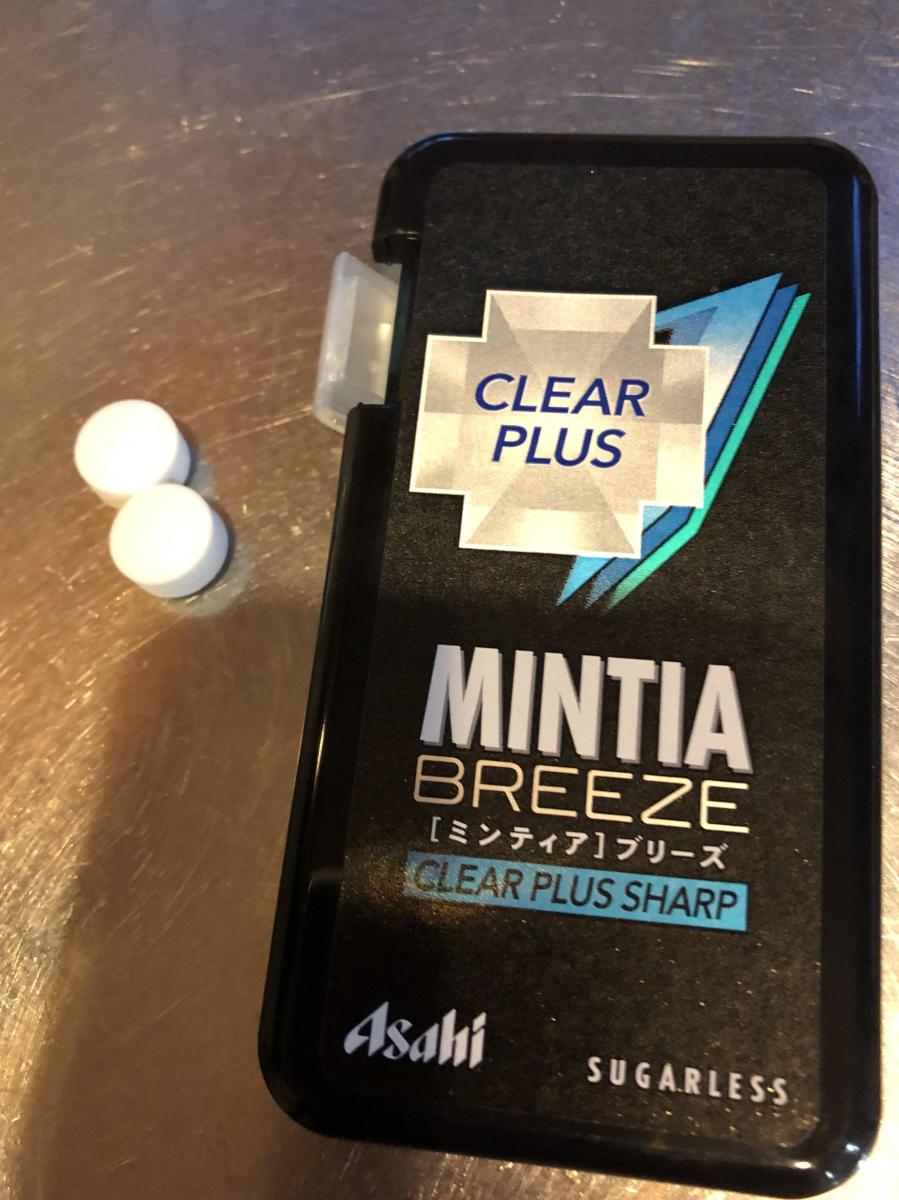 CLEAR
PLUS
MINTIA
BREEZE
[ミンティア]ブリーズ
CLEAR PLUS SHARP
Asahi
SUGARLESS